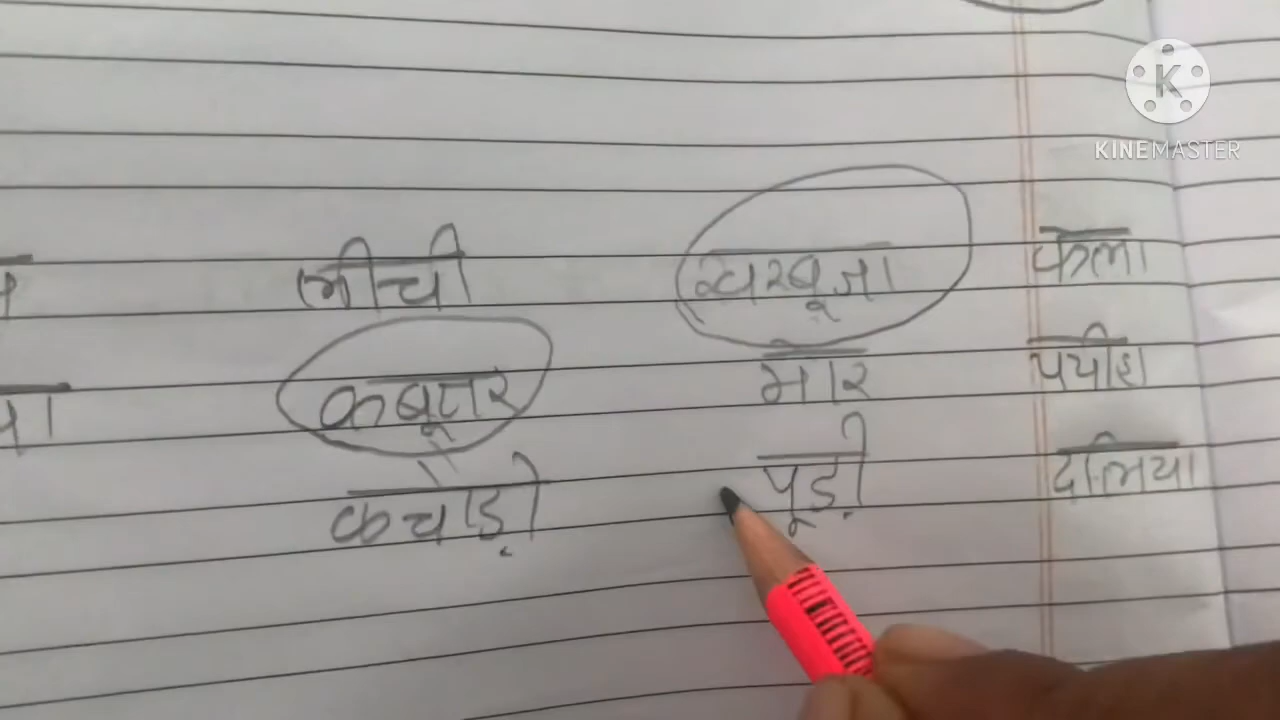 KINEMASTER
लीची खरबूजा केला
कबूतर मोर पपीहा
कचौड़ी पूड़ी दलिया